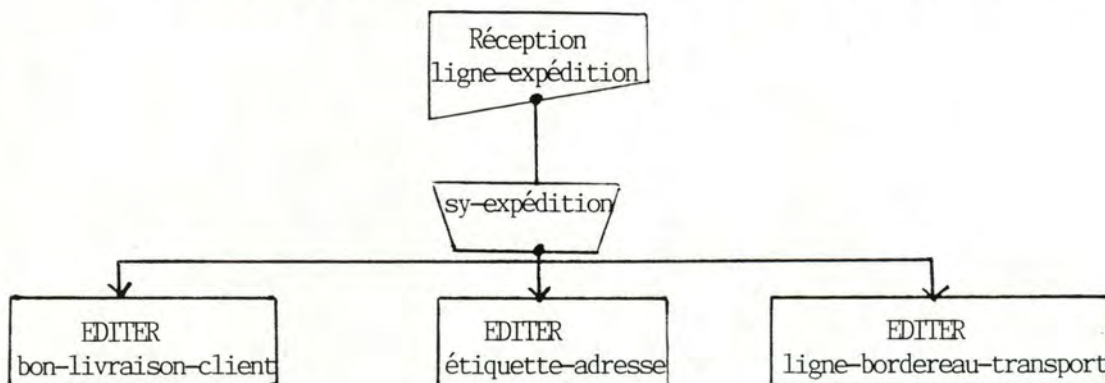 Réception
ligne-expédition
sy-expédition
EDITER
bon-livraison-client
EDITER
étiquette-adresse
EDITER
ligne-bordereau-transport